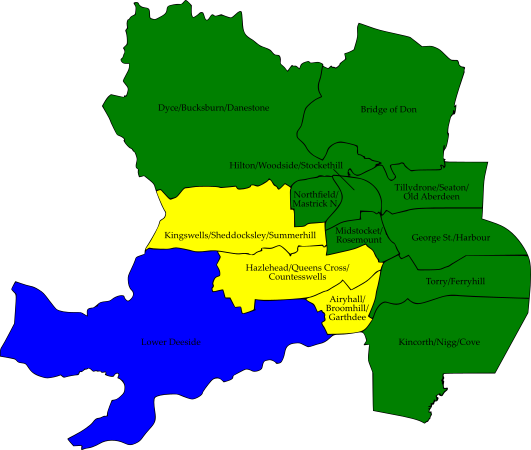 Dyce/Bucksburn/Danestone
Bridge of Don
Hilton/Woodside/Stockethill
Northfield/
Mastrick N
Tillydrone/Seaton/
Old Aberdeen
Kingswells/Sheddocksley/Summerhill
Midstocket/
Rosemount
George St./Harbour
Hazlehead/Queens Cross/
Countesswells
Torry/Ferryhill
Airyhall/
Broomhill/
Garthdee
Lower Deeside
Kincorth/Nigg/Cove